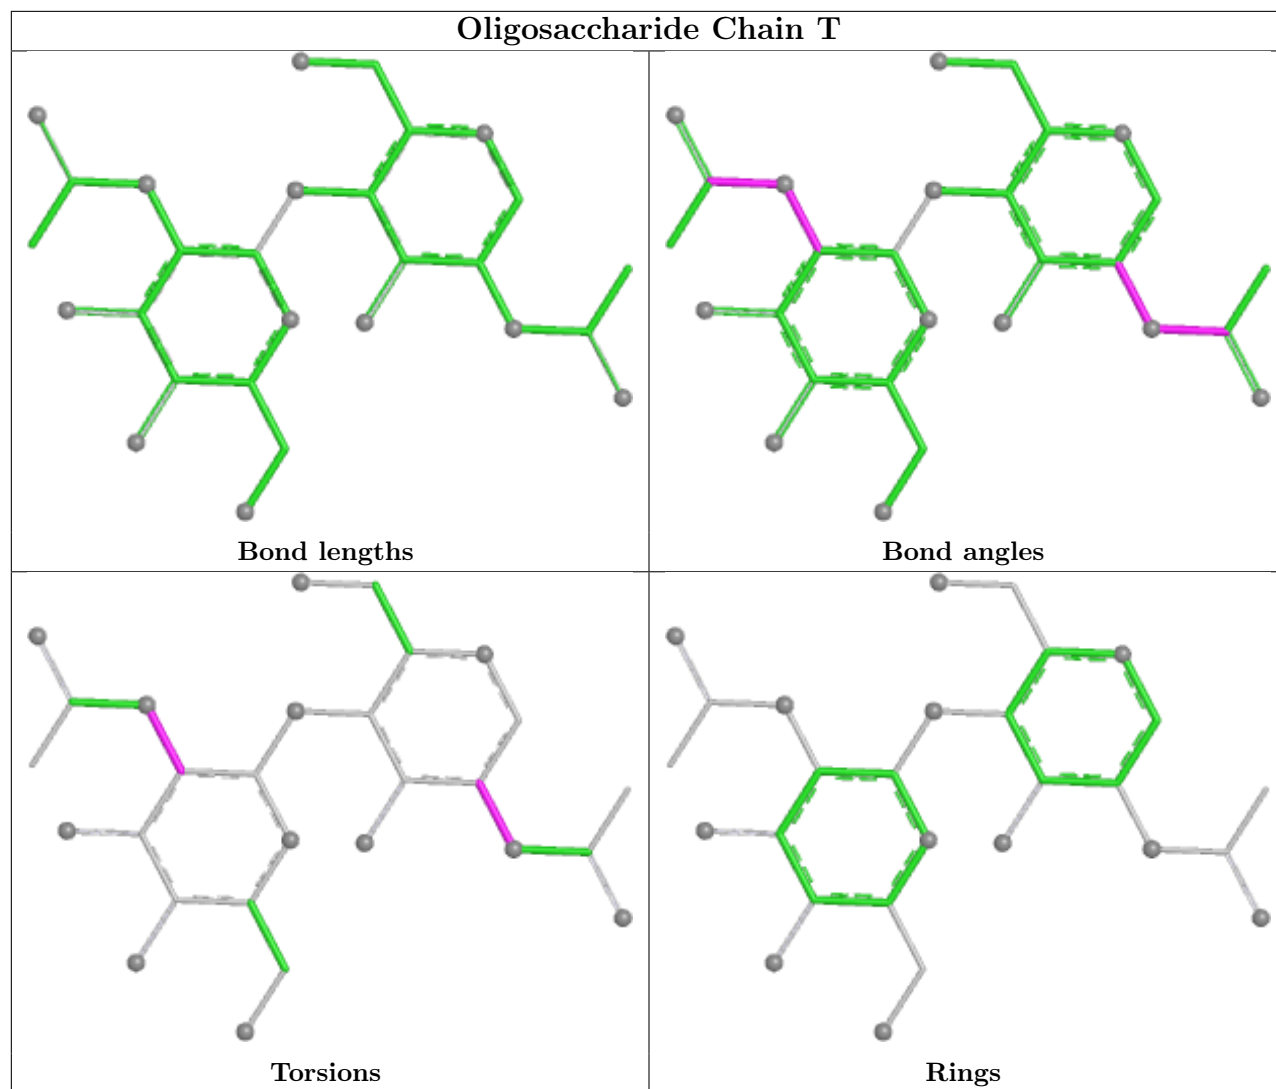 Oligosaccharide Chain T
Bond lengths
Bond angles
Torsions
Rings